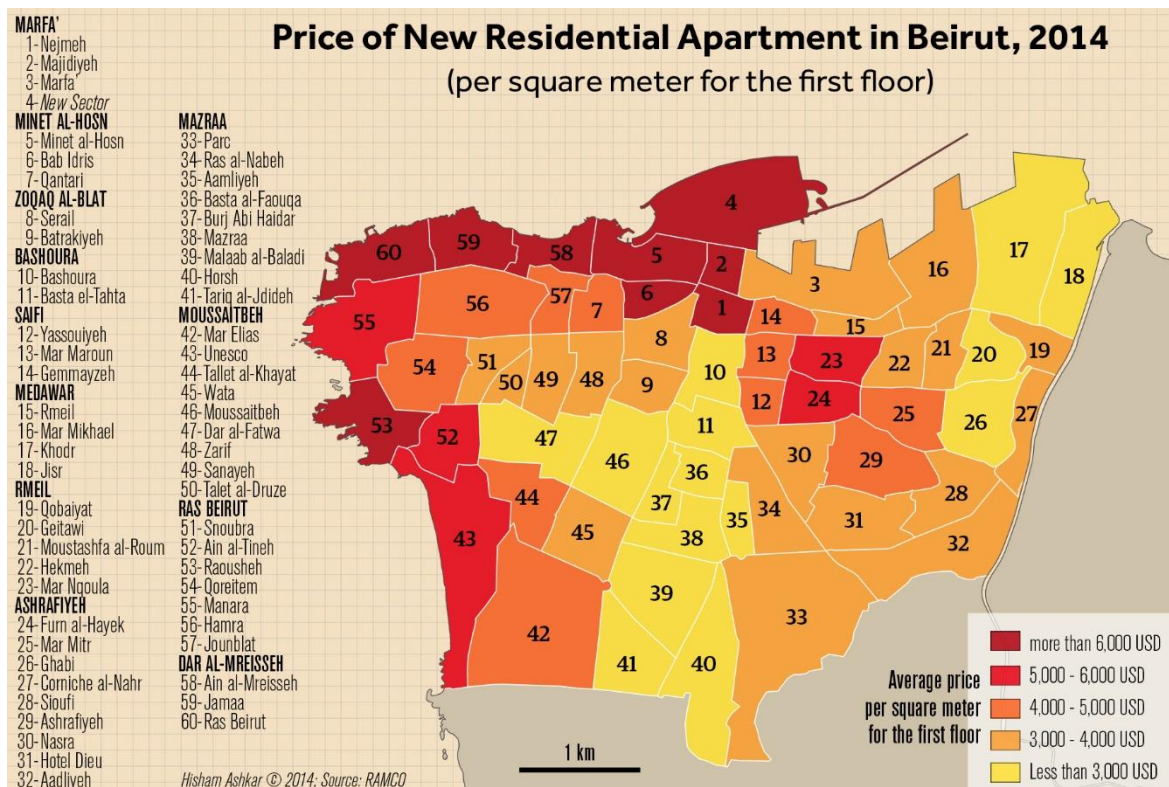 Price of New Residential Apartment in Beirut, 2014
(per square meter for the first floor)
MARFA'
1-Nejmeh
2-Majidiyeh
3-Marfa'
4-New Sector
MINET AL-HOSN
5-Minet al-Hosn
6-Bab Idris
7-Qantari
ZOQAQ AL-BLAT
8-Serail
9-Batrakiyeh
BASHOURA
10-Bashoura
11-Basta el-Tahta
SAIFI
12-Yassouiyeh
13-Mar Maroun
14-Gemmayzeh
MEDAWAR
15-Rmeil
16-Mar Mikhael
17-Khodr
18-Jisr
RMEIL
19-Qobaiyat
20-Geitawi
21-Moustashfa al-Roum
22-Hekmeh
23-Mar Nqoula
ASHRAFIYEH
24-Furn al-Hayek
25-Mar Mitr
26-Ghabi
27-Corniche al-Nahr
28-Sioufi
29-Ashrafiyeh
30-Nasra
31-Hotel Dieu
32-Aadliyeh
MAZRAA
33-Parc
34-Ras al-Nabeh
35-Aamliyeh
36-Basta al-Faouqa
37-Burj Abi Haidar
38-Mazraa
39-Malaab al-Baladi
40-Horsh
41-Tariq al-Jdideh
MOUSSAITBEH
42-Mar Elias
43-Unesco
44-Tallet al-Khayat
45-Wata
46-Moussaitbeh
47-Dar al-Fatwa
48-Zarif
49-Sanayeh
50-Talet al-Druze
RAS BEIRUT
51-Snoubra
52-Ain al-Tineh
53-Raousheh
54-Qoreitem
55-Manara
56-Hamra
57-Jounblat
DAR AL-MREISSEH
58-Ain al-Mreisseh
59-Jamaa
60-Ras Beirut
4
60
59
58
5
2
3
16
17
18
55
56
57
7
6
1
14
15
8
13
23
22
21
20
19
54
51
50
49
48
9
10
12
24
25
26
27
53
52
47
46
11
30
29
28
36
44
37
35
34
31
43
45
38
32
39
33
42
41
40
Average price
per square meter
for the first floor
more than 6,000 USD
5,000 - 6,000 USD
4,000 - 5,000 USD
3,000 - 4,000 USD
Less than 3,000 USD
1 km
Hisham Ashkar © 2014; Source: RAMCO